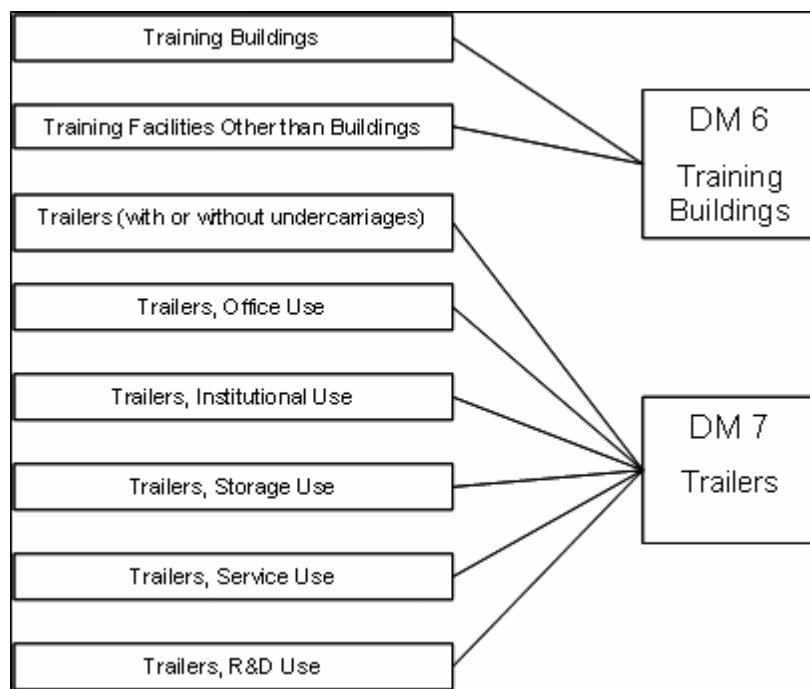 Training Buildings
Training Facilities Other than Buildings
Trailers (with or without undercarriages)
Trailers, Office Use
Trailers, Institutional Use
Trailers, Storage Use
Trailers, Service Use
Trailers, R&D Use
DM 6
Training
Buildings
DM 7
Trailers